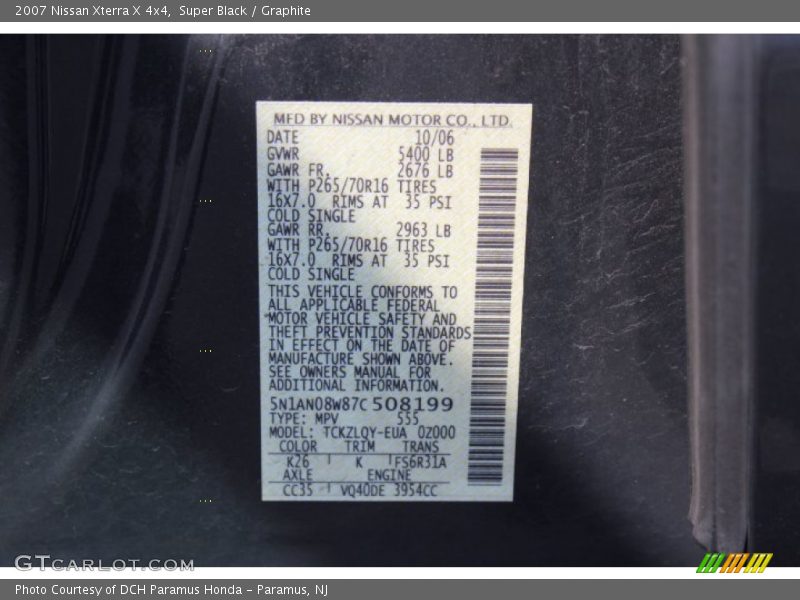 2007 Nissan Xterra X 4x4, Super Black / Graphite
MFD BY NISSAN MOTOR CO., LTD.
DATE 10/06
GVWR 5400 LB
GAWR FR. 2676 LB
WITH P265/70R16 TIRES
16X7.0 RIMS AT 35 PSI
COLD SINGLE
GAWR RR. 2963 LB
WITH P265/70R16 TIRES
16X7.0 RIMS AT 35 PSI
COLD SINGLE
THIS VEHICLE CONFORMS TO
ALL APPLICABLE FEDERAL
MOTOR VEHICLE SAFETY AND
THEFT PREVENTION STANDARDS
IN EFFECT ON THE DATE OF
MANUFACTURE SHOWN ABOVE.
SEE OWNERS MANUAL FOR
ADDITIONAL INFORMATION.
5N1AN08W87C508199
TYPE: MPV 555
MODEL: TCKZLQY-EUA 0Z000
COLOR TRIM TRANS
K26 K FS6R31A
AXLE ENGINE
CC35 VQ40DE 3954CC
GTCARLOT.COM
Photo Courtesy of DCH Paramus Honda - Paramus, NJ